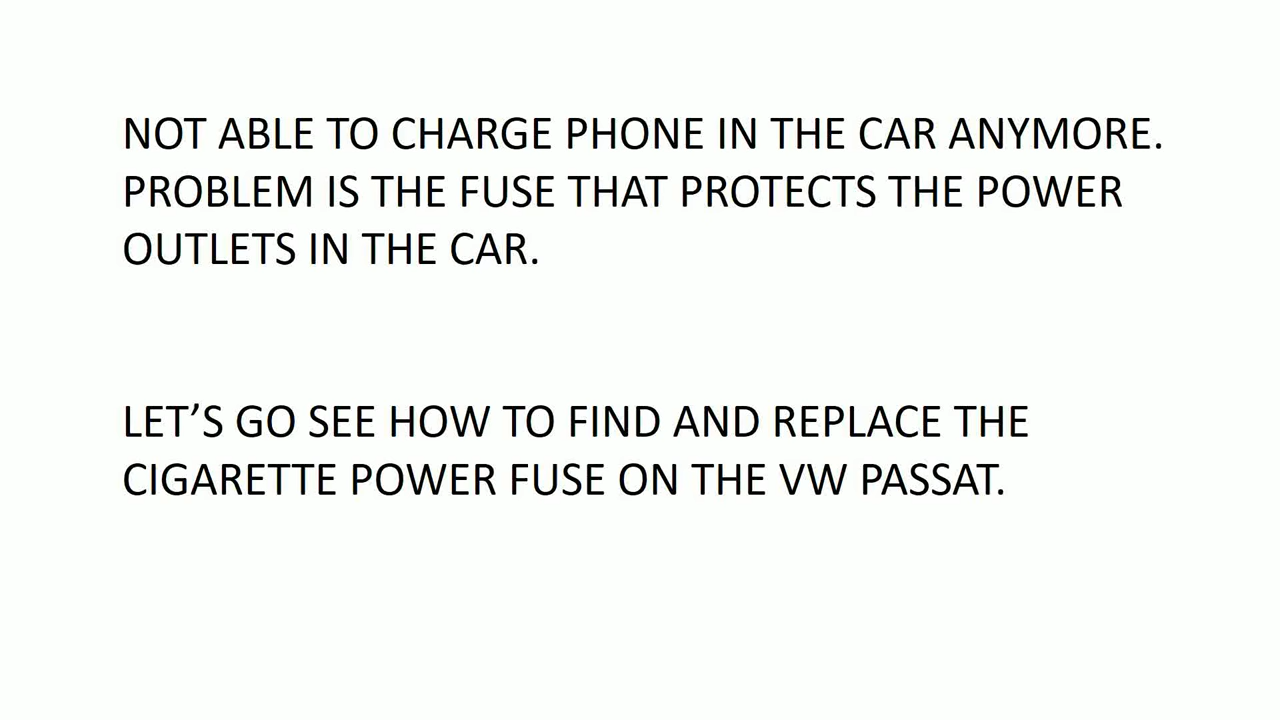 NOT ABLE TO CHARGE PHONE IN THE CAR ANYMORE.
PROBLEM IS THE FUSE THAT PROTECTS THE POWER
OUTLETS IN THE CAR.
LET’S GO SEE HOW TO FIND AND REPLACE THE
CIGARETTE POWER FUSE ON THE VW PASSAT.